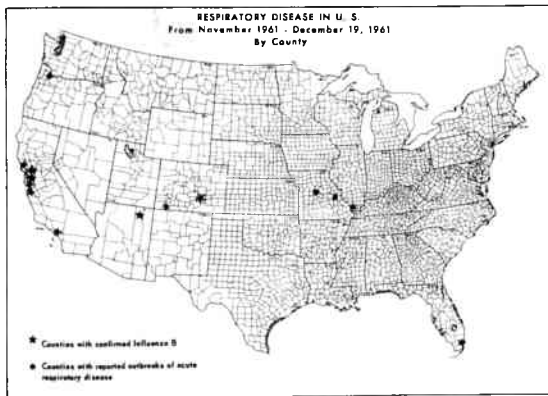 RESPIRATORY DISEASE IN U. S.
From November 1961 - December 19, 1961
By County
★ Counties with confirmed Influenza B
● Counties with reported outbreaks of acute
respiratory disease